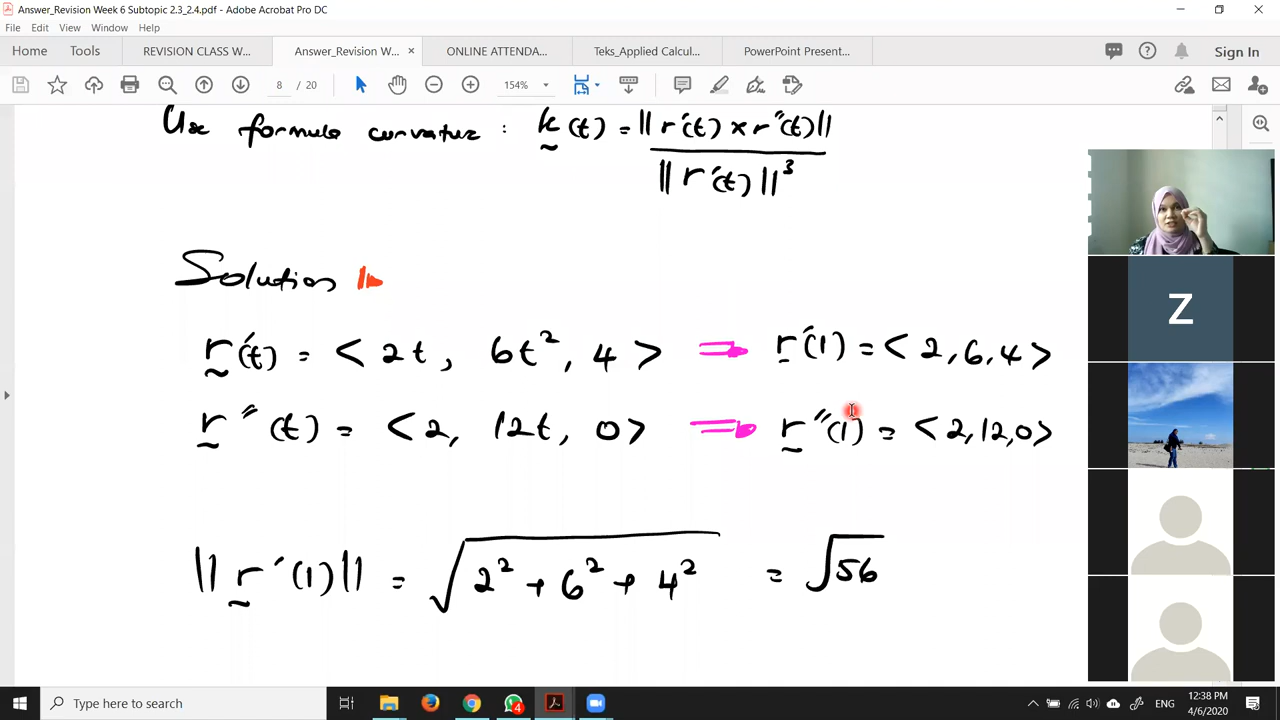 Answer_Revision Week 6 Subtopic 2.3_2.4.pdf - Adobe Acrobat Pro DC
File Edit View Window Help
Home Tools REVISION CLASS W... Answer_Revision W... × ONLINE ATTENDA... Teks_Applied Calcul... PowerPoint Present... Sign In
8 / 20 154%
Use formula curvature : k(t) = || r'(t) × r"(t) ||
|| r'(t) ||³
Solution
r'(t) = < 2t, 6t², 4 > ⇒ r'(1) = < 2, 6, 4 >
r"(t) = < 2, 12t, 0 > ⇒ r"(1) = < 2, 12, 0 >
|| r'(1) || = √2² + 6² + 4² = √56
Z
Type here to search
4
ENG
12:38 PM
4/6/2020